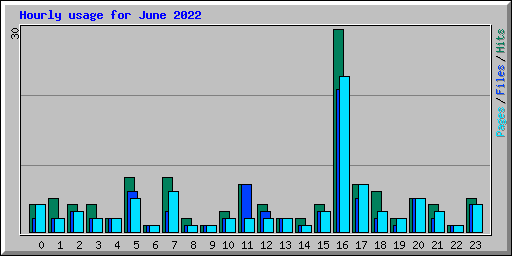 Hourly usage for June 2022
30
Pages/Files/Hits
0 1 2 3 4 5 6 7 8 9 10 11 12 13 14 15 16 17 18 19 20 21 22 23